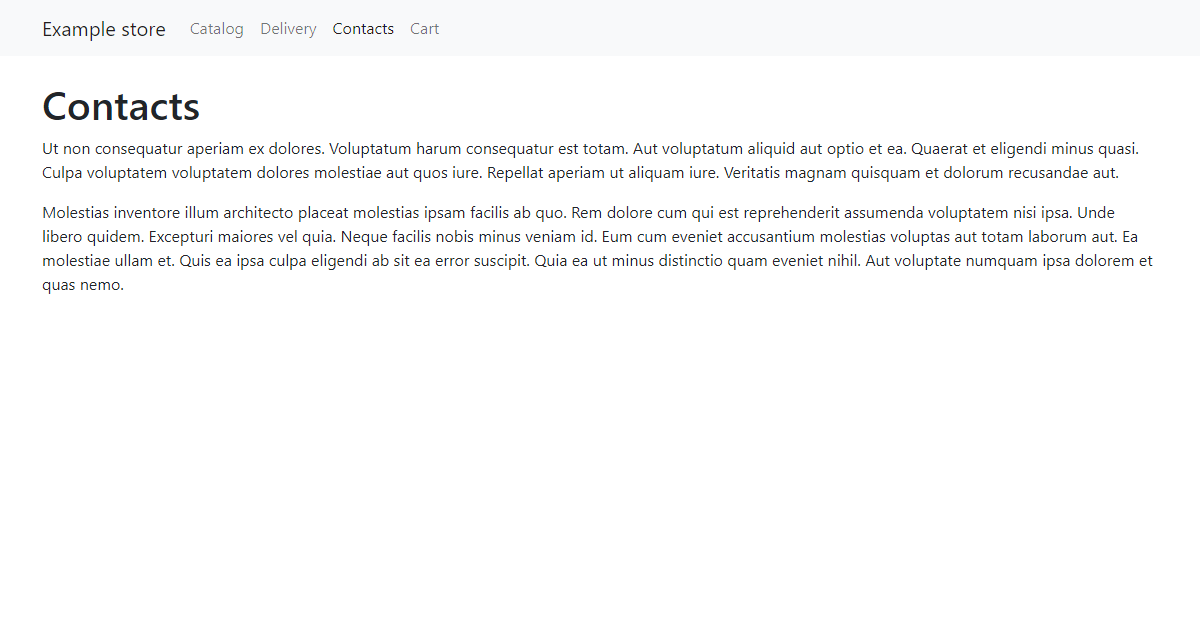 Example store Catalog Delivery Contacts Cart
Contacts
Ut non consequatur aperiam ex dolores. Voluptatum harum consequatur est totam. Aut voluptatum aliquid aut optio et ea. Quaerat et eligendi minus quasi.
Culpa voluptatem voluptatem dolores molestiae aut quos iure. Repellat aperiam ut aliquam iure. Veritatis magnam quisquam et dolorum recusandae aut.
Molestias inventore illum architecto placeat molestias ipsam facilis ab quo. Rem dolore cum qui est reprehenderit assumenda voluptatem nisi ipsa. Unde
libero quidem. Excepturi maiores vel quia. Neque facilis nobis minus veniam id. Eum cum eveniet accusantium molestias voluptas aut totam laborum aut. Ea
molestiae ullam et. Quis ea ipsa culpa eligendi ab sit ea error suscipit. Quia ea ut minus distinctio quam eveniet nihil. Aut voluptate numquam ipsa dolorem et
quas nemo.